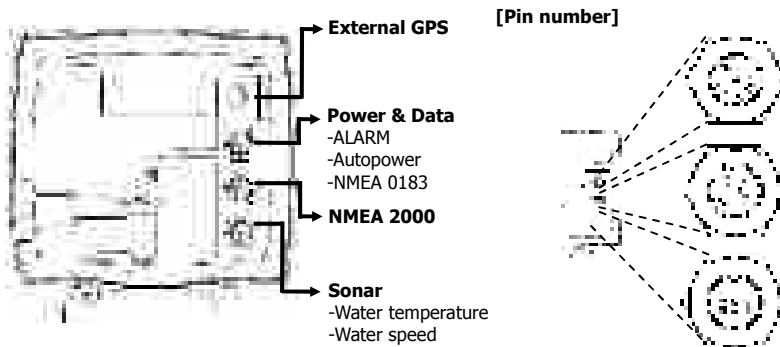 External GPS
[Pin number]
Power & Data
-ALARM
-Autopower
-NMEA 0183
NMEA 2000
Sonar
-Water temperature
-Water speed